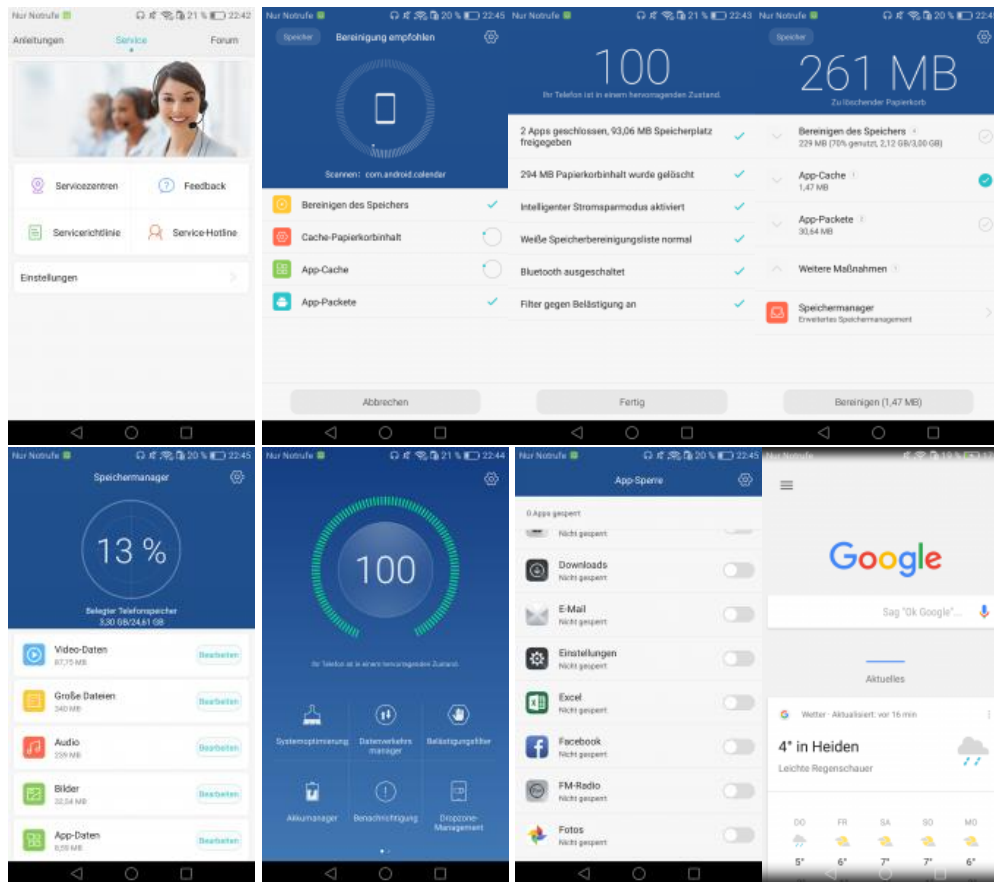 Nur Notrufe 21 % 22:42
Anleitungen Service Forum
Servicezentren Feedback
Servicerichtlinie Service-Hotline
Einstellungen
Nur Notrufe 20 % 22:45
Speicher Bereinigung empfohlen
Scannen: com.android.calendar
Bereinigen des Speichers
Cache-Papierkorbinhalt
App-Cache
App-Packete
Abbrechen
Nur Notrufe 21 % 22:43
100
Ihr Telefon ist in einem hervorragenden Zustand.
2 Apps geschlossen, 93,06 MB Speicherplatz
freigegeben
294 MB Papierkorbinhalt wurde gelöscht
Intelligenter Stromsparmodus aktiviert
Weiße Speicherbereinigungsliste normal
Bluetooth ausgeschaltet
Filter gegen Belästigung an
Fertig
Nur Notrufe 20 %
Speicher
261 MB
Zu löschender Papierkorb
Bereinigen des Speichers
229 MB (70% genutzt, 2,12 GB/3,00 GB)
App-Cache
1,47 MB
App-Packete
30,64 MB
Weitere Maßnahmen
Speichermanager
Erweitertes Speichermanagement
Bereinigen (1,47 MB)
Nur Notrufe 20 % 22:45
Speichermanager
13 %
Belegter Telefonspeicher
3,30 GB/24,61 GB
Video-Daten
87,75 MB
Bearbeiten
Große Dateien
340 MB
Bearbeiten
Audio
259 MB
Bearbeiten
Bilder
Bearbeiten
App-Daten
Bearbeiten
Nur Notrufe 21 % 22:44
100
Ihr Telefon ist in einem hervorragenden Zustand.
Systemoptimierung Datenverkehrs Belästigungsfilter
manager
Akkumanager Benachrichtigung Dropzone-
Management
Nur Notrufe 20 % 22:45
App-Sperre
0 Apps gesperrt
Nicht gesperrt
Downloads
Nicht gesperrt
E-Mail
Nicht gesperrt
Einstellungen
Nicht gesperrt
Excel
Nicht gesperrt
Facebook
Nicht gesperrt
FM-Radio
Nicht gesperrt
Fotos
Nicht gesperrt
Nur Notrufe
Google
Sag "Ok Google"...
Aktuelles
Wetter · Aktualisiert: vor 16 min
4° in Heiden
Leichte Regenschauer
DO FR SA SO MO
5° 6° 7° 7° 6°